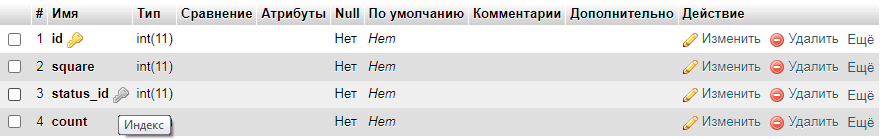 # Имя Тип Сравнение Атрибуты Null По умолчанию Комментарии Дополнительно Действие
1 id int(11) Нет Нет Изменить Удалить Ещё
2 square int(11) Нет Нет Изменить Удалить Ещё
3 status_id int(11) Нет Нет Изменить Удалить Ещё
4 count Нет Нет Изменить Удалить Ещё
Индекс